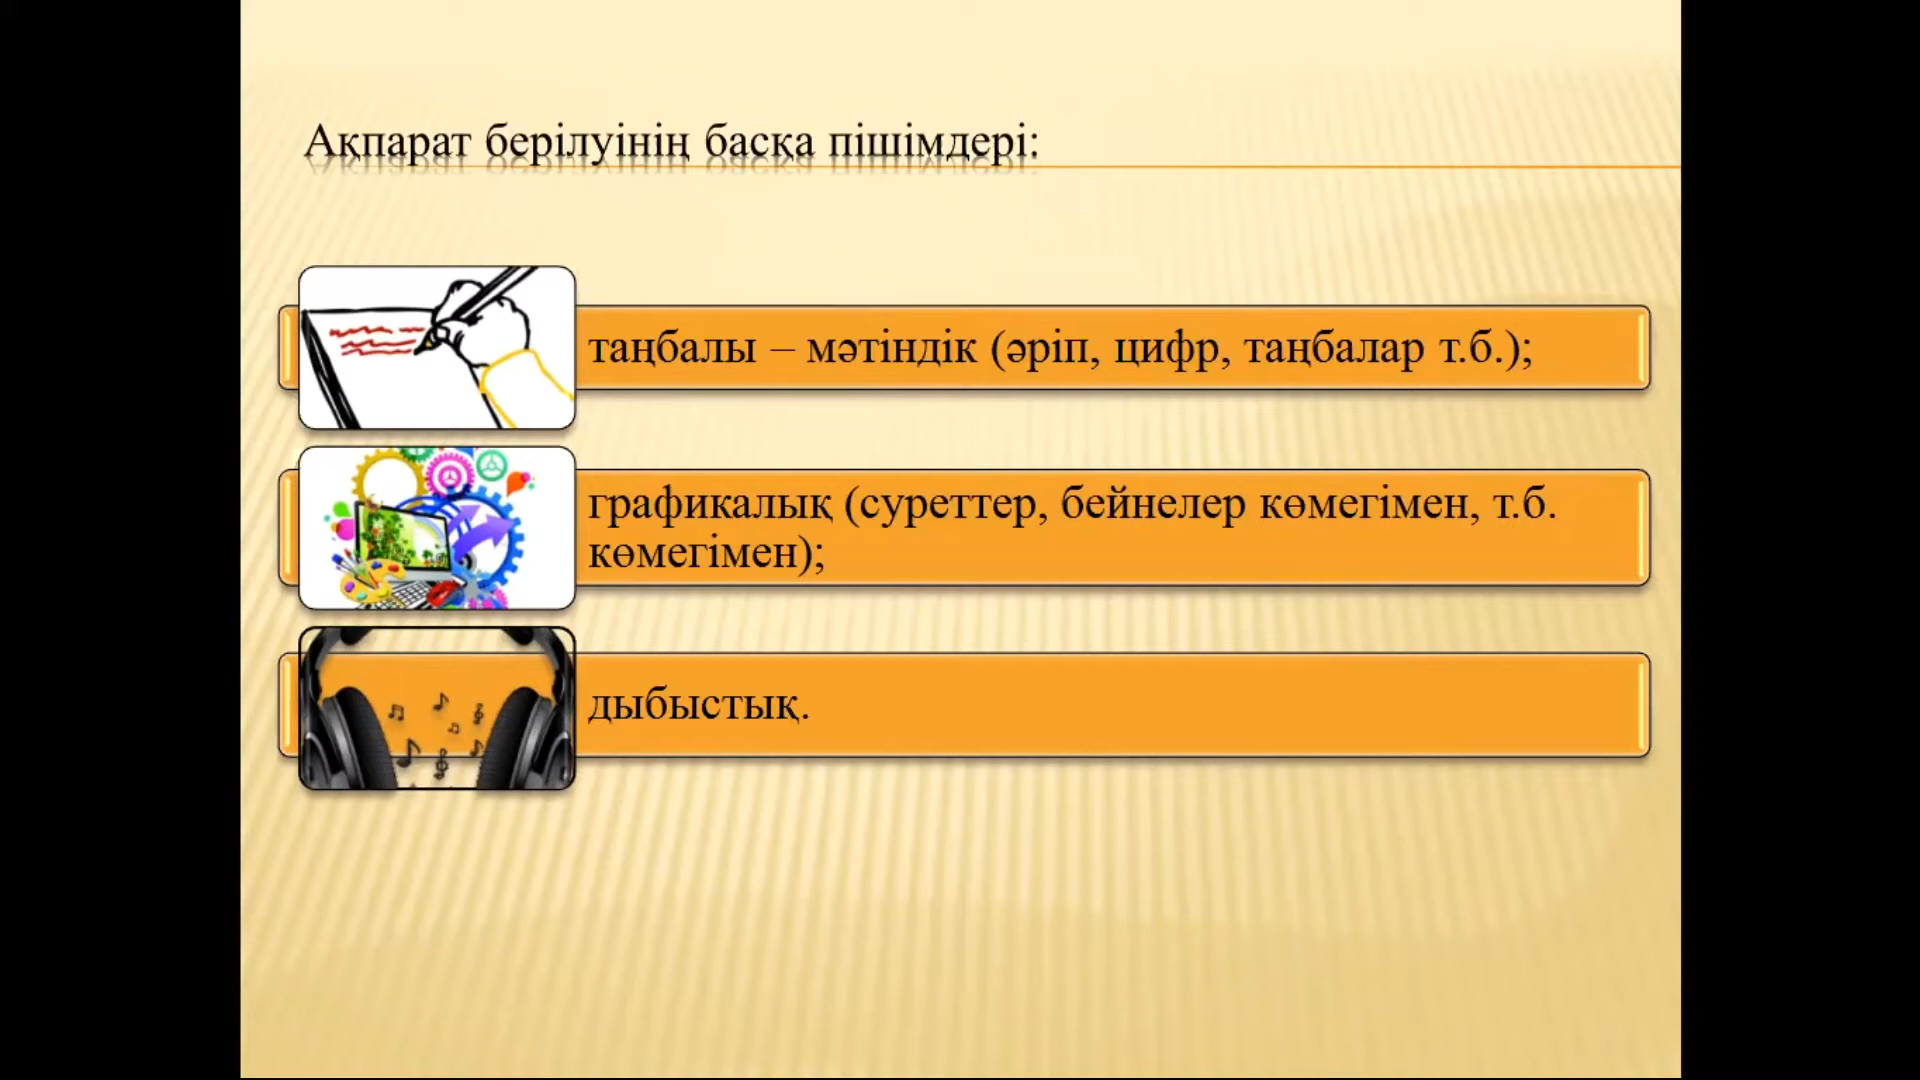 Ақпарат берілуінің басқа пішімдері:
таңбалы – мәтіндік (әріп, цифр, таңбалар т.б.);
графикалық (суреттер, бейнелер көмегімен, т.б.
көмегімен);
дыбыстық.